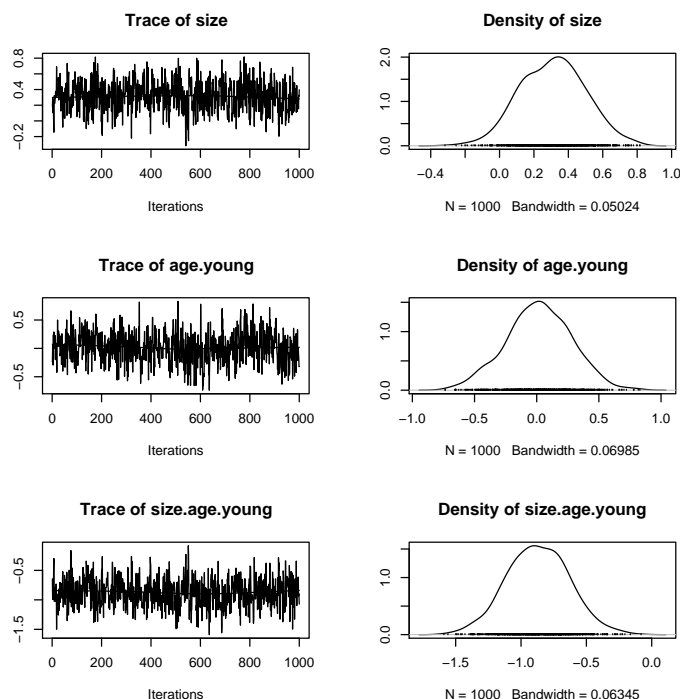 Trace of size
0.8
0.4
−0.2
0 200 400 600 800 1000
Iterations
Density of size
2.0
1.0
0.0
−0.4 0.0 0.2 0.4 0.6 0.8 1.0
N = 1000 Bandwidth = 0.05024
Trace of age.young
0.5
−0.5
0 200 400 600 800 1000
Iterations
Density of age.young
1.0
0.0
−1.0 −0.5 0.0 0.5 1.0
N = 1000 Bandwidth = 0.06985
Trace of size.age.young
−0.5
−1.5
0 200 400 600 800 1000
Iterations
Density of size.age.young
1.0
0.0
−1.5 −1.0 −0.5 0.0
N = 1000 Bandwidth = 0.06345